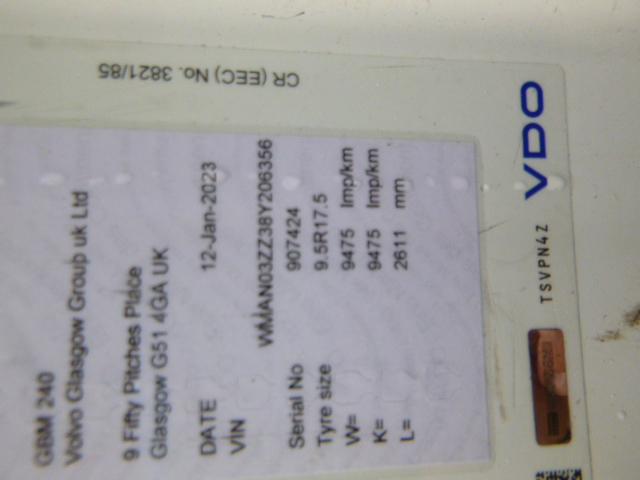 GBM 240
Volvo Glasgow Group uk Ltd
9 Fifty Pitches Place
Glasgow G51 4GA UK
DATE 12-Jan-2023
VIN
WMAN03ZZ38Y206356
Serial No 907424
Tyre size 9.5R17.5
W= 9475 Imp/km
K= 9475 Imp/km
L= 2611 mm
TSVPN4Z
VDO
CR (EEC) No. 3821/85